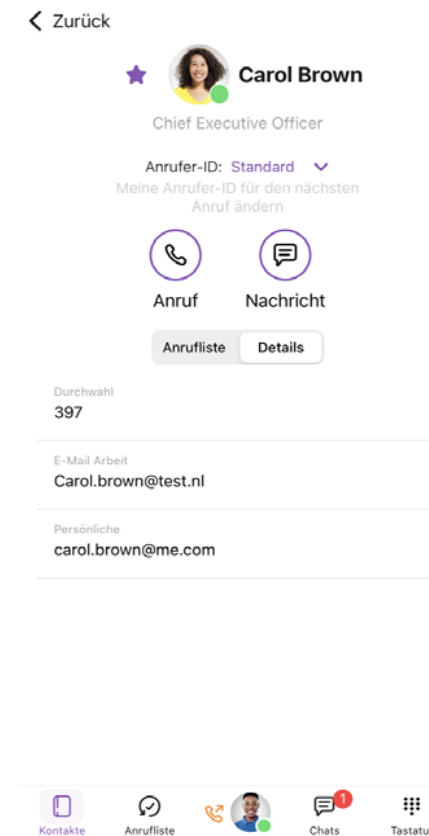 Zurück
Carol Brown
Chief Executive Officer
Anrufer-ID: Standard
Meine Anrufer-ID für den nächsten
Anruf ändern
Anruf Nachricht
Anrufliste Details
Durchwahl
397
E-Mail Arbeit
Carol.brown@test.nl
Persönliche
carol.brown@me.com
1
Kontakte Anrufliste Chats Tastatu